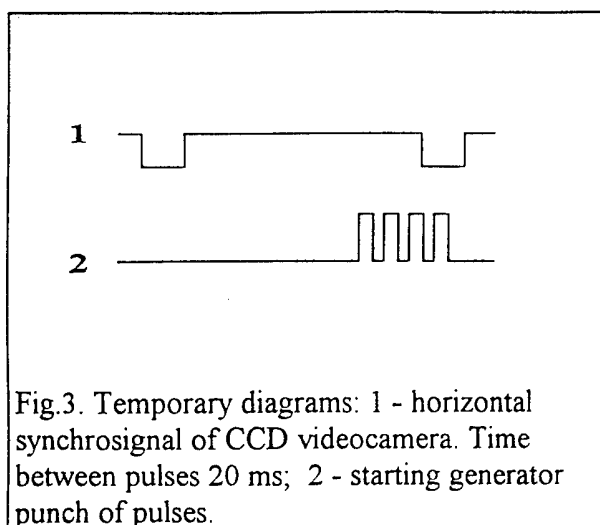 1
2
Fig.3. Temporary diagrams: 1 - horizontal
synchrosignal of CCD videocamera. Time
between pulses 20 ms; 2 - starting generator
punch of pulses.